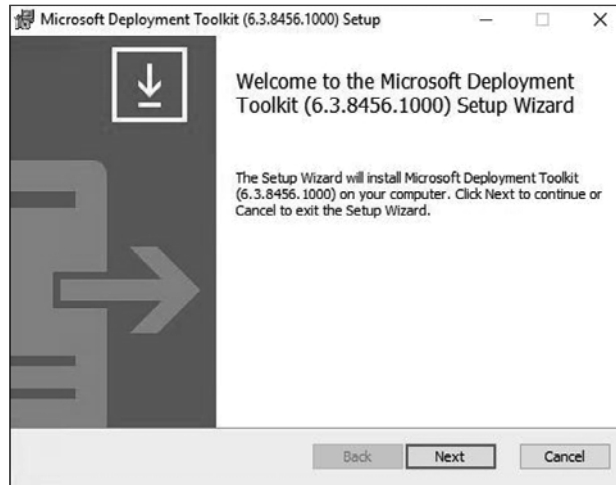 Microsoft Deployment Toolkit (6.3.8456.1000) Setup
Welcome to the Microsoft Deployment
Toolkit (6.3.8456.1000) Setup Wizard
The Setup Wizard will install Microsoft Deployment Toolkit
(6.3.8456.1000) on your computer. Click Next to continue or
Cancel to exit the Setup Wizard.
Back Next Cancel